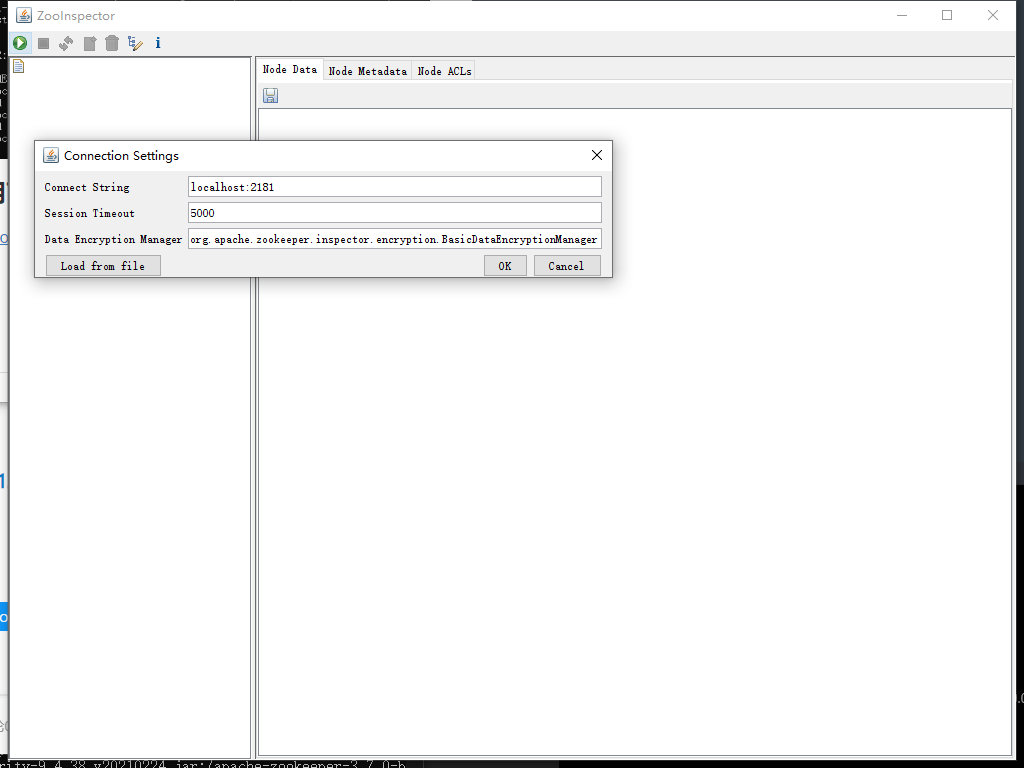 ZooInspector
Node Data
Node Metadata
Node ACLs
Connection Settings
Connect String
localhost:2181
Session Timeout
5000
Data Encryption Manager
org.apache.zookeeper.inspector.encryption.BasicDataEncryptionManager
Load from file
OK
Cancel
rity-9.4.38.v20210224.jar:/apache-zookeeper-3.7.0-b